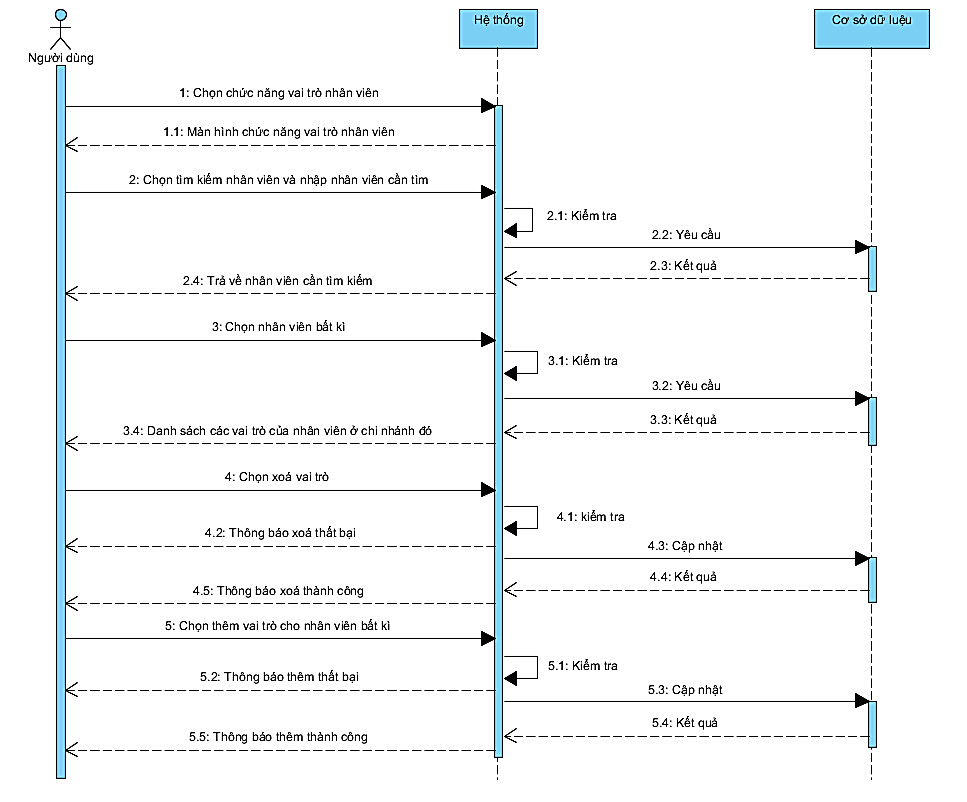 Người dùng
Hệ thống
Cơ sở dữ liệu
1: Chọn chức năng vai trò nhân viên
1.1: Màn hình chức năng vai trò nhân viên
2: Chọn tìm kiếm nhân viên và nhập nhân viên cần tìm
2.1: Kiểm tra
2.2: Yêu cầu
2.3: Kết quả
2.4: Trả về nhân viên cần tìm kiếm
3: Chọn nhân viên bất kì
3.1: Kiểm tra
3.2: Yêu cầu
3.3: Kết quả
3.4: Danh sách các vai trò của nhân viên ở chi nhánh đó
4: Chọn xoá vai trò
4.1: kiểm tra
4.2: Thông báo xoá thất bại
4.3: Cập nhật
4.4: Kết quả
4.5: Thông báo xoá thành công
5: Chọn thêm vai trò cho nhân viên bất kì
5.1: Kiểm tra
5.2: Thông báo thêm thất bại
5.3: Cập nhật
5.4: Kết quả
5.5: Thông báo thêm thành công